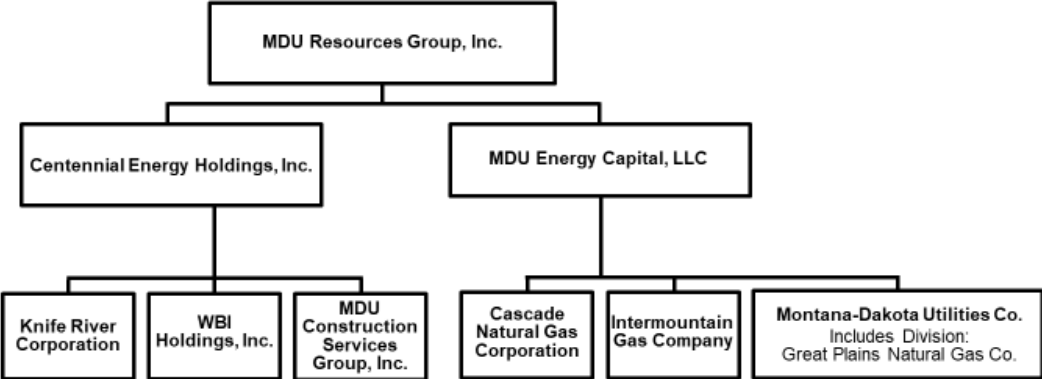 MDU Resources Group, Inc.
Centennial Energy Holdings, Inc.
MDU Energy Capital, LLC
Knife River
Corporation
WBI
Holdings, Inc.
MDU
Construction
Services
Group, Inc.
Cascade
Natural Gas
Corporation
Intermountain
Gas Company
Montana-Dakota Utilities Co.
Includes Division:
Great Plains Natural Gas Co.